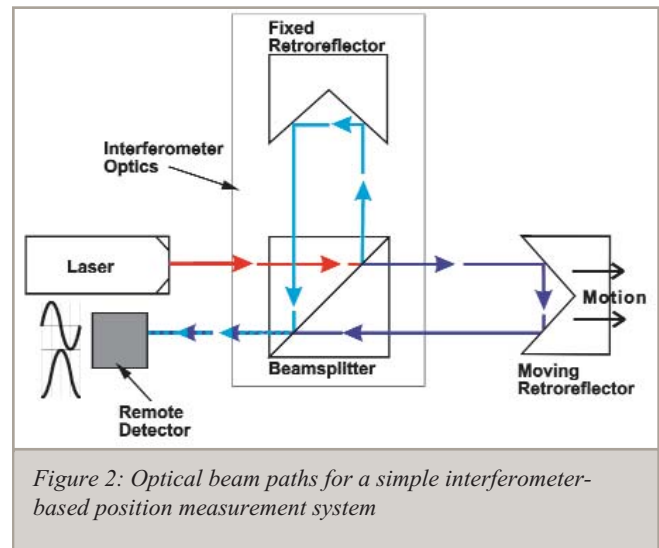 Fixed
Retroreflector
Interferometer
Optics
Laser
Motion
Beamsplitter
Moving
Retroreflector
Remote
Detector
Figure 2: Optical beam paths for a simple interferometer-
based position measurement system